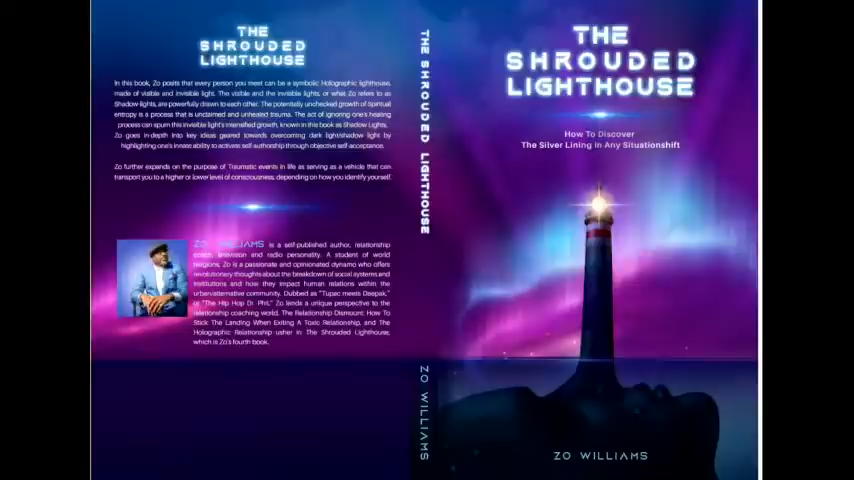 THE
SHROUDED
LIGHTHOUSE
In this book, Zo posits that every person you meet can be a symbolic Holographic lighthouse,
made of visible and invisible light. The visible and the invisible lights, or what Zo refers to as
Shadow-lights, are powerfully drawn to each other. The potentially unchecked growth of Spiritual
entropy is a process that is unclaimed and unhealed trauma. The act of ignoring one's healing
process can spurn this invisible light's intensified growth, known in this book as Shadow Lights.
Zo goes in-depth into key ideas geared towards overcoming dark light/shadow light by
highlighting one's innate ability to activate self authorship through objective self-acceptance.
Zo further expands on the purpose of Traumatic events in life as serving as a vehicle that can
transport you to a higher or lower level of consciousness, depending on how you identify yourself.
ZO WILLIAMS is a self-published author, relationship
coach, television and radio personality. A student of world
religions, Zo is a passionate and opinionated dynamo who offers
revolutionary thoughts about the breakdown of social systems and
institutions and how they impact human relations within the
urban/alternative community. Dubbed as "Tupac meets Deepak,"
or "The Hip Hop Dr. Phil," Zo lends a unique perspective to the
relationship coaching world. The Relationship Dismount: How To
Stick The Landing When Exiting A Toxic Relationship, and The
Holographic Relationship usher in The Shrouded Lighthouse,
which is Zo's fourth book.
THE SHROUDED LIGHTHOUSE
ZO WILLIAMS
THE
SHROUDED
LIGHTHOUSE
How To Discover
The Silver Lining In Any Situationshift
ZO WILLIAMS